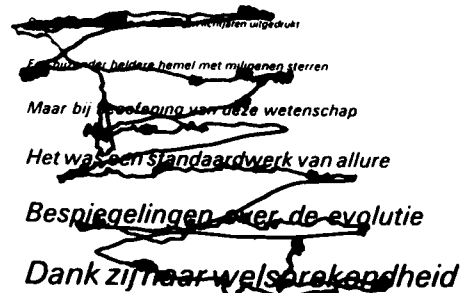 lichtjaren uitgedrukt
heldere hemel met miljoenen sterren
Maar bij beoefening van deze wetenschap
Het was een standaardwerk van allure
Bespiegelingen over de evolutie
Dank zij haar welsprekendheid